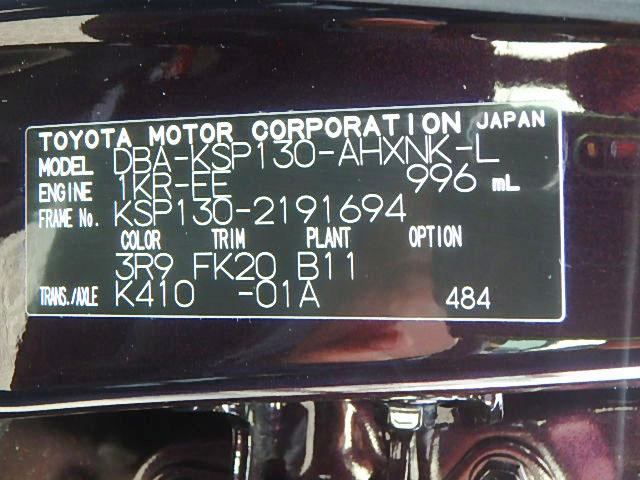 TOYOTA MOTOR CORPORATION JAPAN
MODEL DBA-KSP130-AHXNK-L
ENGINE 1KR-FE 996 mL
FRAME No. KSP130-2191694
COLOR TRIM PLANT OPTION
3R9 FK20 B11
TRANS./AXLE K410 -01A 484